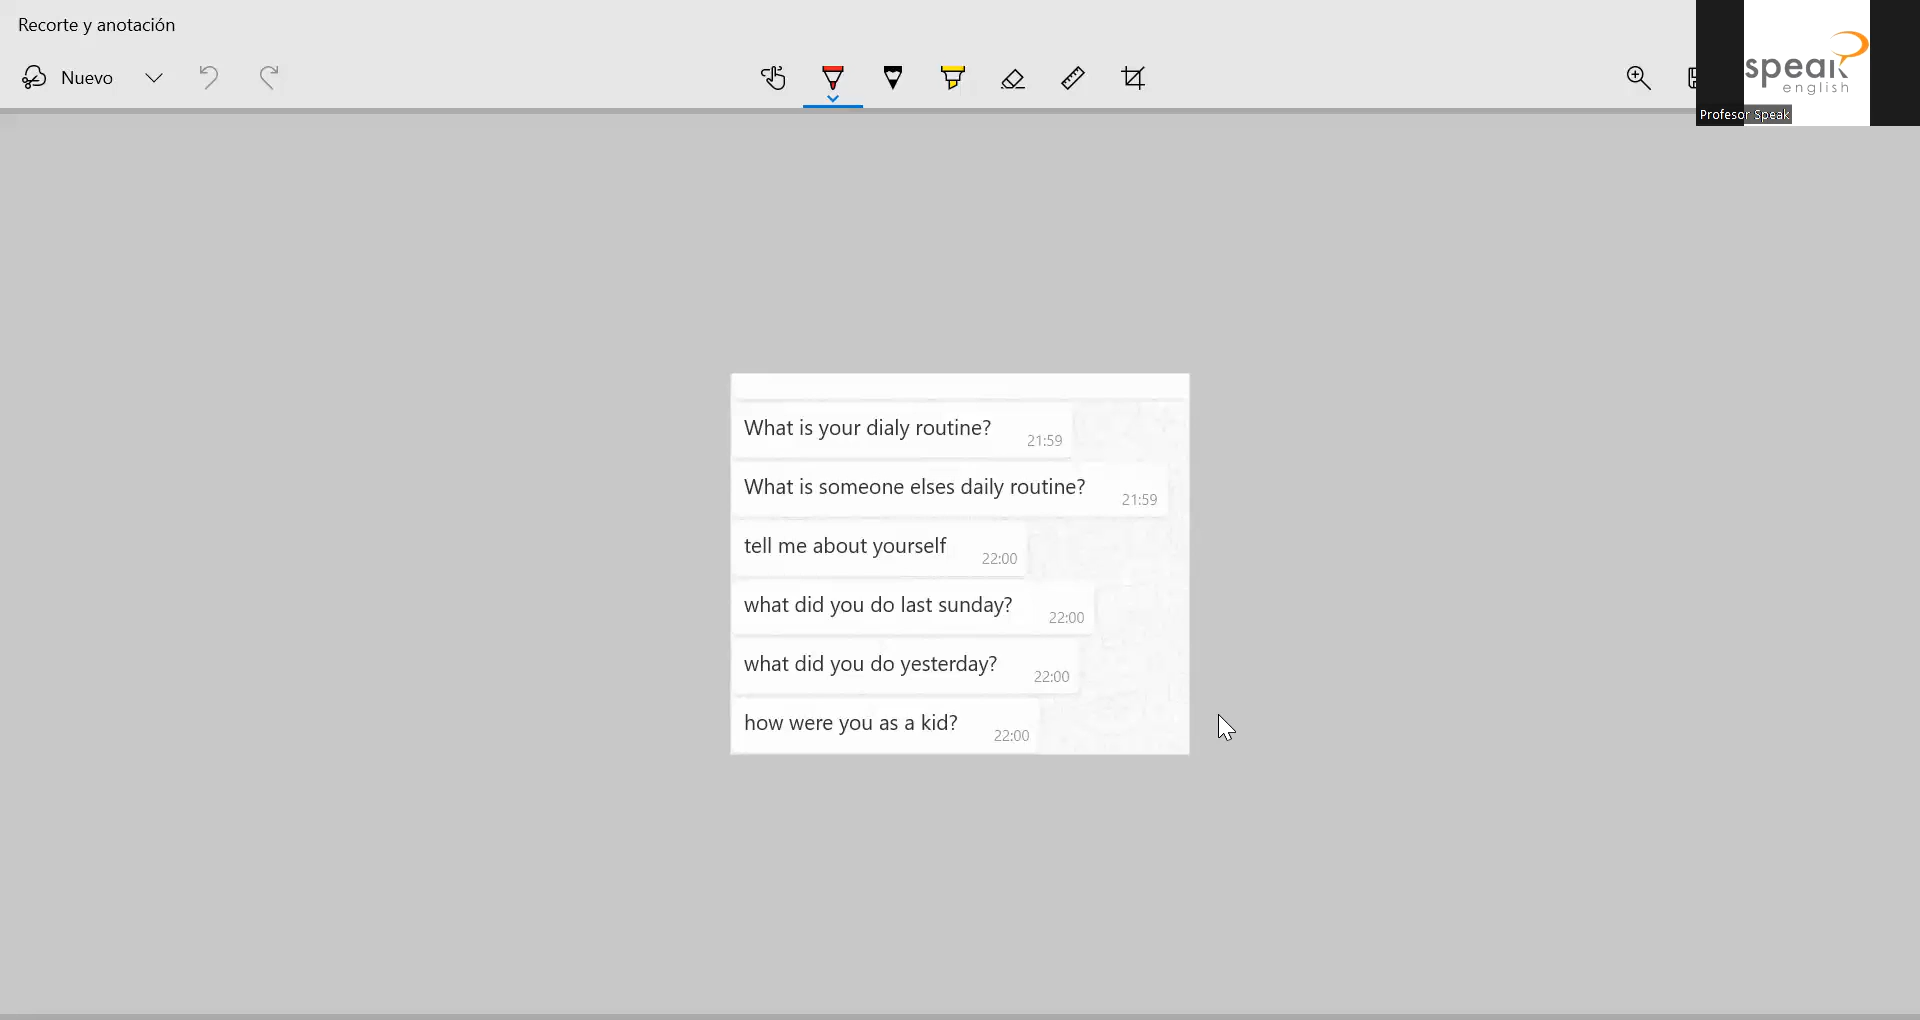 Recorte y anotación
Nuevo
speak
english
Profesor Speak
What is your dialy routine? 21:59
What is someone elses daily routine? 21:59
tell me about yourself 22:00
what did you do last sunday? 22:00
what did you do yesterday? 22:00
how were you as a kid? 22:00